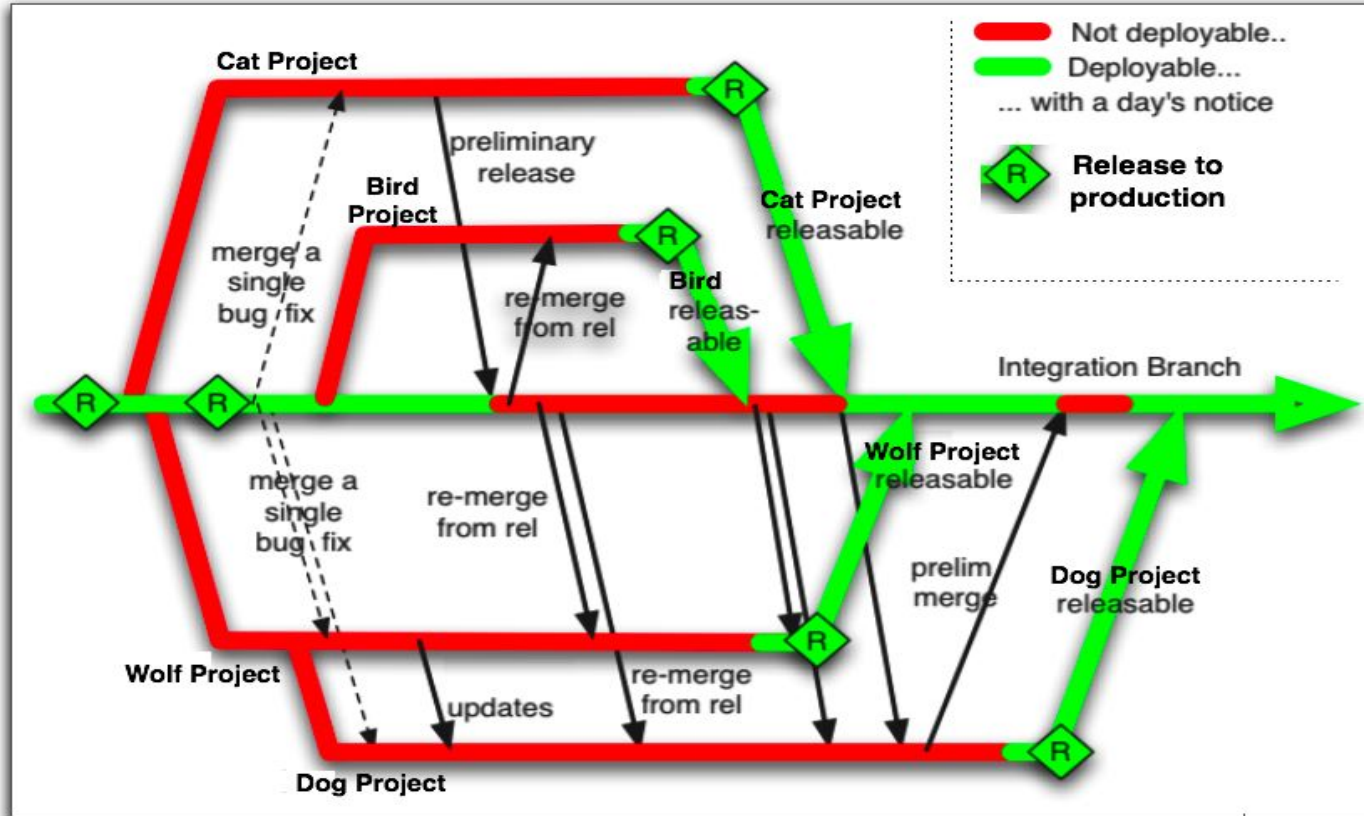 Cat Project
Not deployable..
Deployable...
... with a day's notice
R
Release to
production
R
R
preliminary
release
Bird
Project
Cat Project
releasable
merge a
single
bug fix
R
Bird
releas-
able
re-merge
from rel
Integration Branch
R
R
merge a
single
bug fix
re-merge
from rel
Wolf Project
releasable
prelim
merge
Dog Project
releasable
R
Wolf Project
updates
re-merge
from rel
R
Dog Project